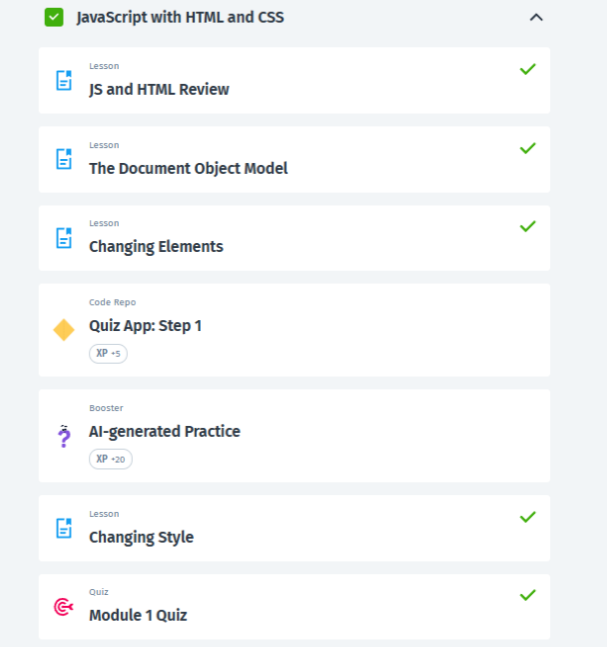 JavaScript with HTML and CSS
Lesson
JS and HTML Review
Lesson
The Document Object Model
Lesson
Changing Elements
Code Repo
Quiz App: Step 1
XP +5
Booster
AI-generated Practice
XP +20
Lesson
Changing Style
Quiz
Module 1 Quiz